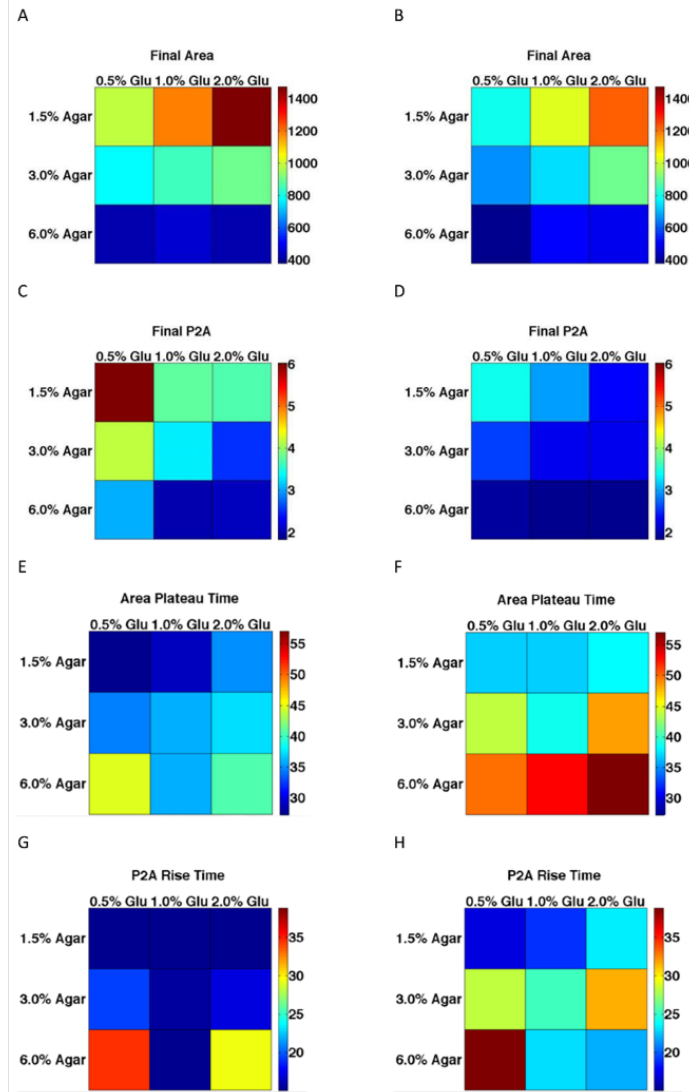 A
B
Final Area
Final Area
0.5% Glu 1.0% Glu 2.0% Glu
0.5% Glu 1.0% Glu 2.0% Glu
1.5% Agar
3.0% Agar
6.0% Agar
1400
1200
1000
800
600
400
1.5% Agar
3.0% Agar
6.0% Agar
1400
1200
1000
800
600
400
C
D
Final P2A
Final P2A
0.5% Glu 1.0% Glu 2.0% Glu
0.5% Glu 1.0% Glu 2.0% Glu
1.5% Agar
3.0% Agar
6.0% Agar
6
5
4
3
2
1.5% Agar
3.0% Agar
6.0% Agar
6
5
4
3
2
E
F
Area Plateau Time
Area Plateau Time
0.5% Glu 1.0% Glu 2.0% Glu
0.5% Glu 1.0% Glu 2.0% Glu
1.5% Agar
3.0% Agar
6.0% Agar
55
50
45
40
35
30
1.5% Agar
3.0% Agar
6.0% Agar
55
50
45
40
35
30
G
H
P2A Rise Time
P2A Rise Time
0.5% Glu 1.0% Glu 2.0% Glu
0.5% Glu 1.0% Glu 2.0% Glu
1.5% Agar
3.0% Agar
6.0% Agar
35
30
25
20
1.5% Agar
3.0% Agar
6.0% Agar
35
30
25
20